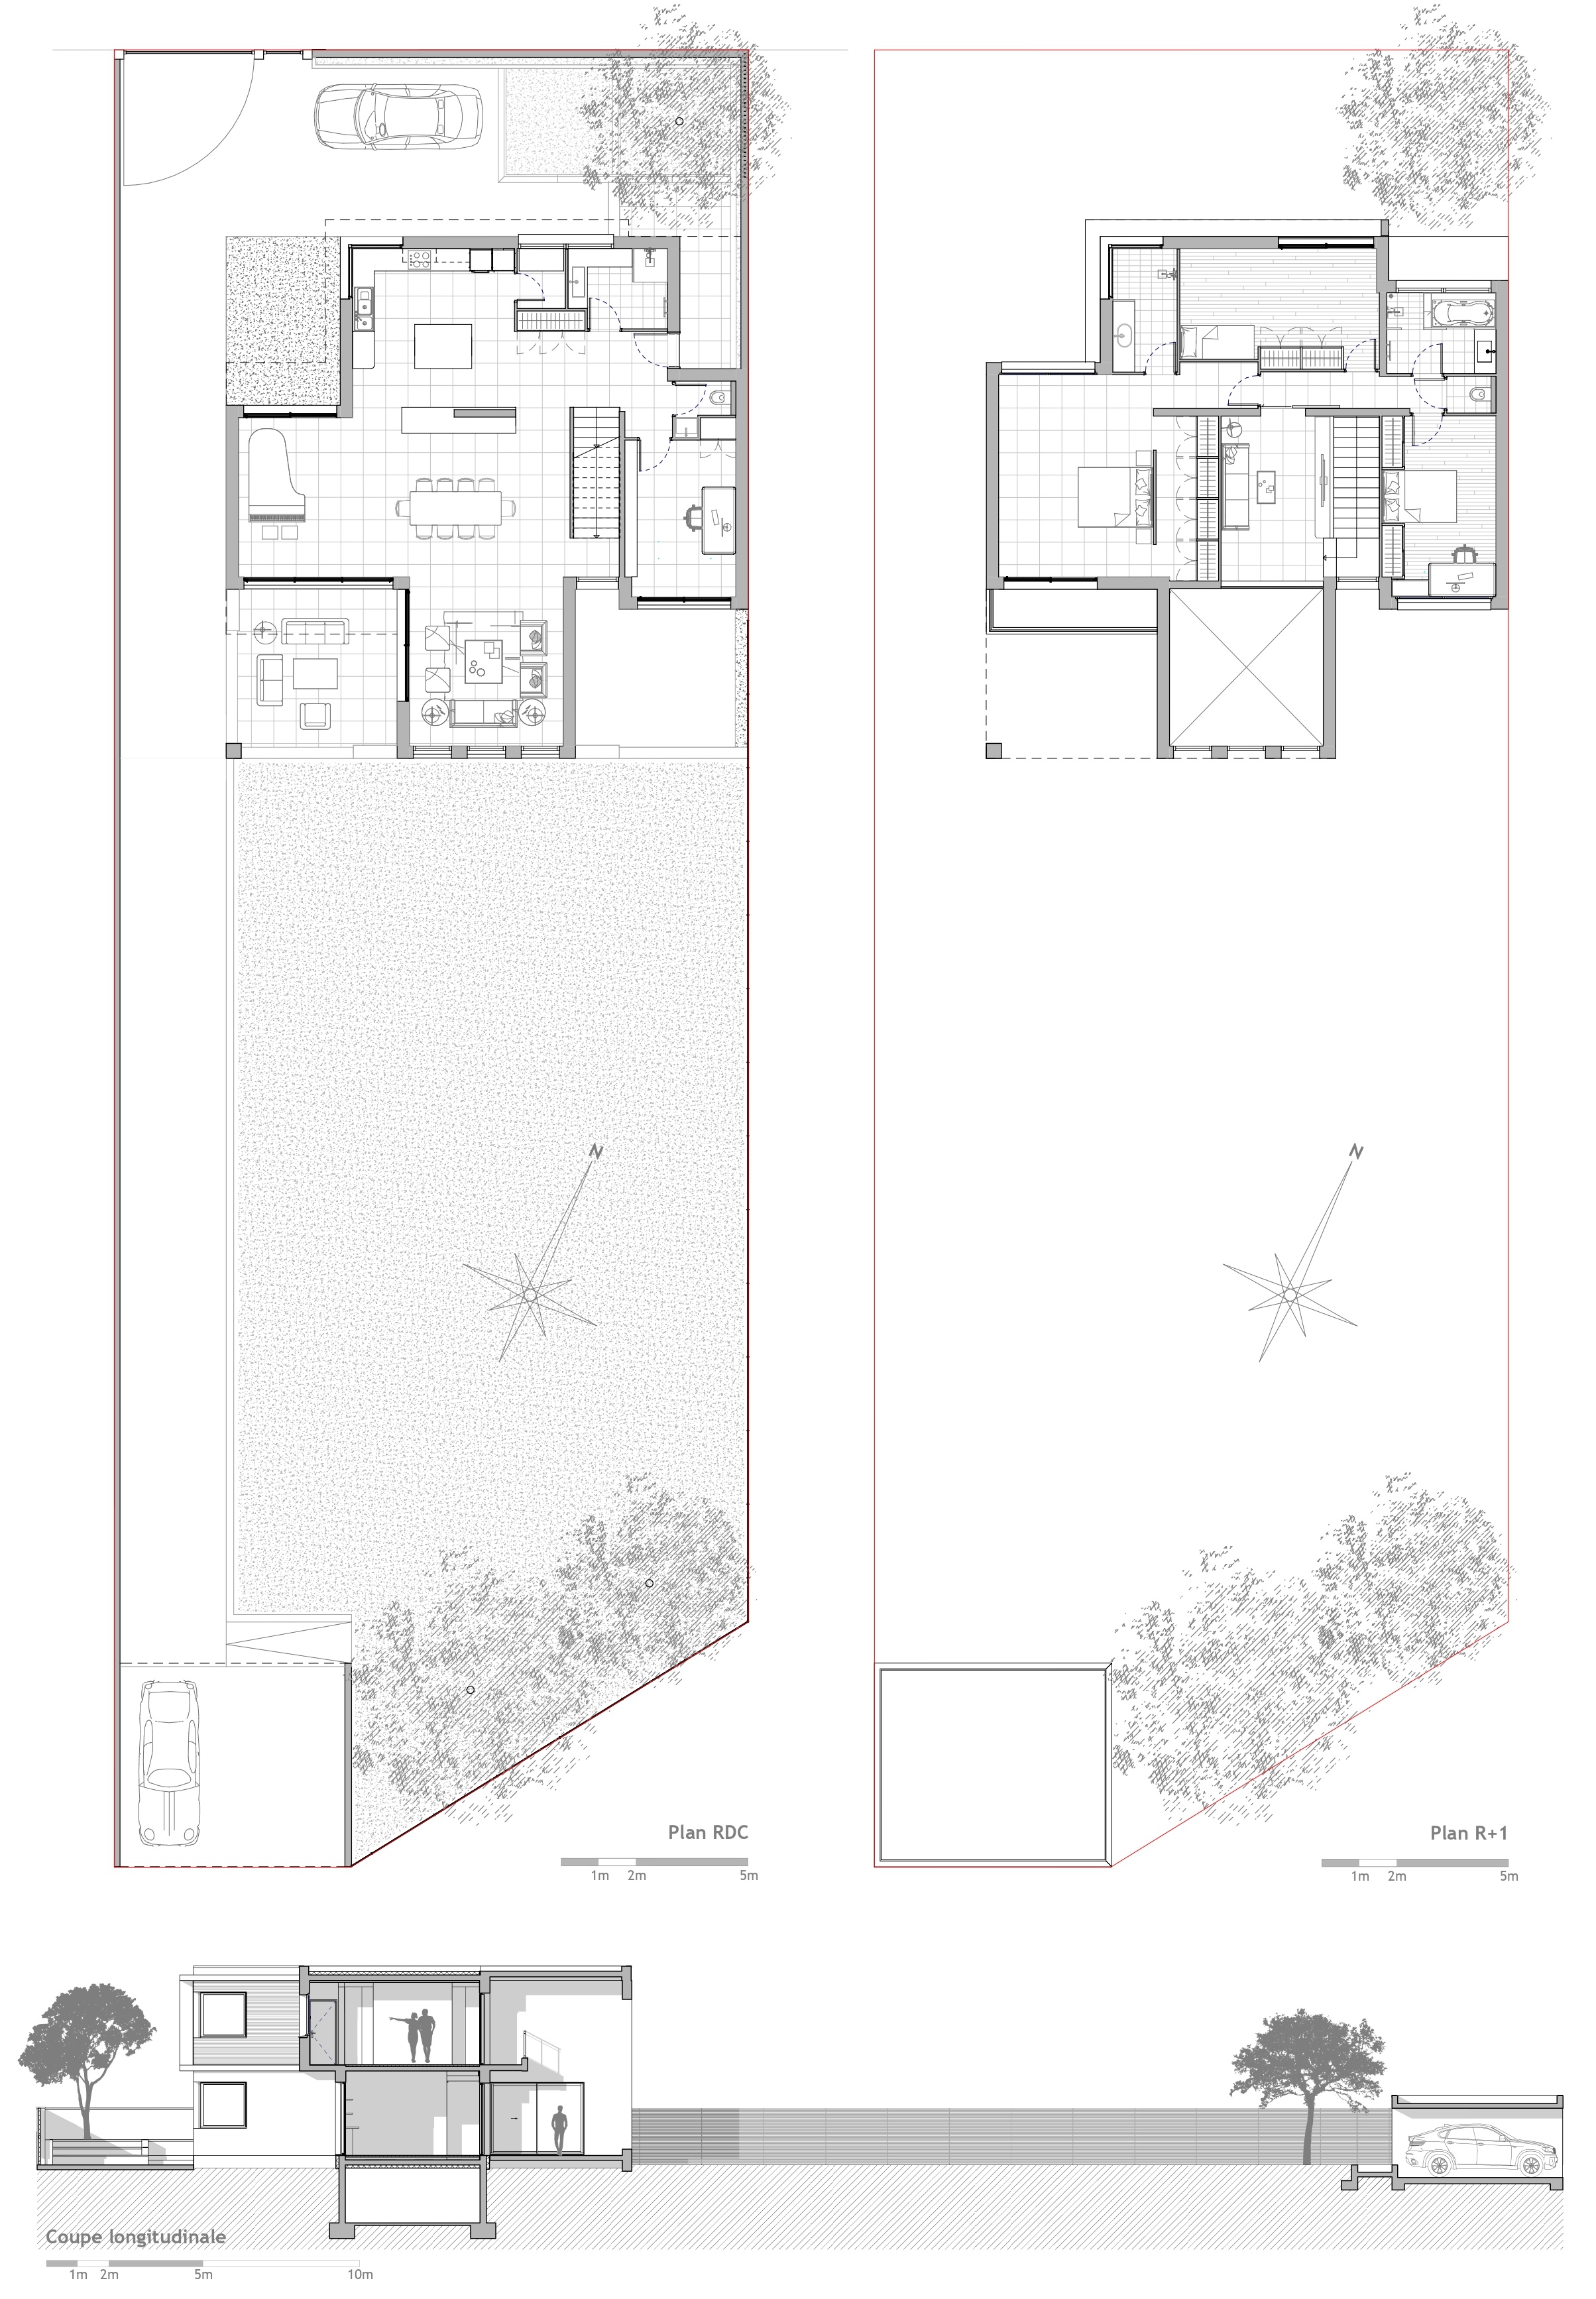 N
N
Plan RDC
1m 2m 5m
Plan R+1
1m 2m 5m
Coupe longitudinale
1m 2m 5m 10m